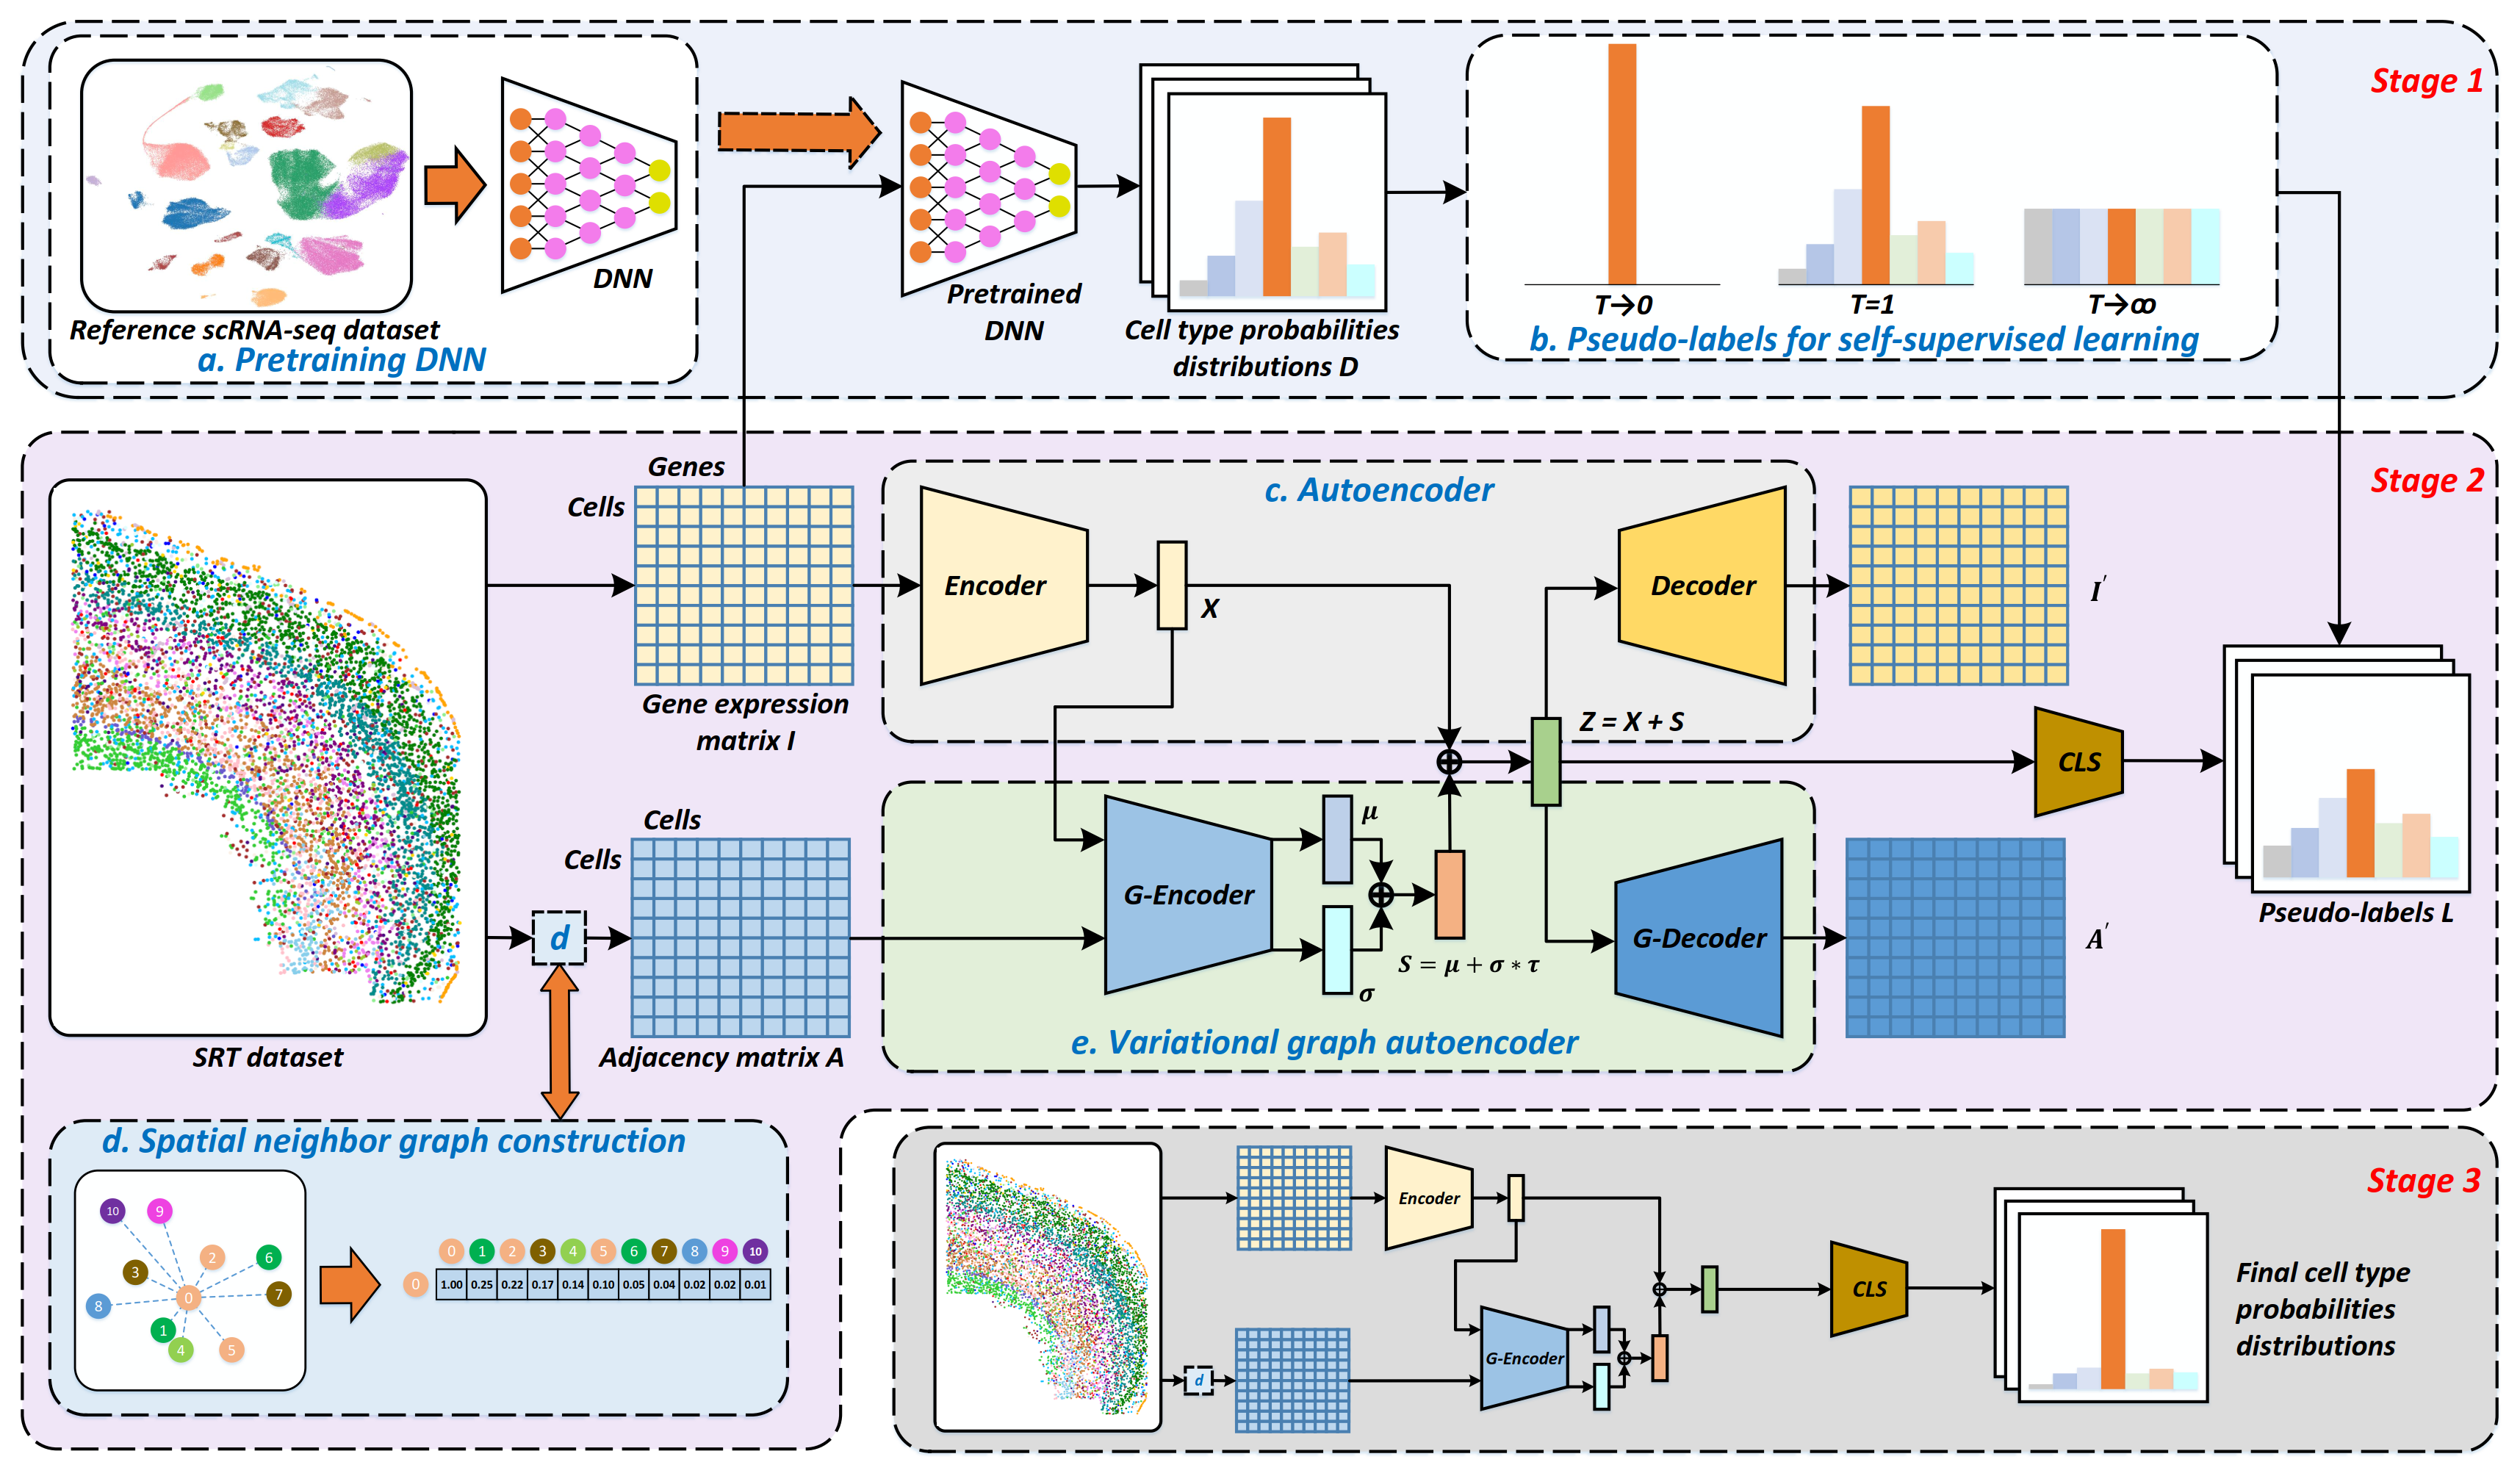 Stage 1
DNN
Reference scRNA-seq dataset
a. Pretraining DNN
Pretrained
DNN
Cell type probabilities
distributions D
T→0
T=1
T→∞
b. Pseudo-labels for self-supervised learning
Stage 2
Genes
Cells
Gene expression
matrix I
c. Autoencoder
Encoder
X
Decoder
I′
Z = X + S
CLS
Pseudo-labels L
SRT dataset
d
Cells
Cells
Adjacency matrix A
G-Encoder
μ
σ
S = μ + σ * τ
G-Decoder
A′
e. Variational graph autoencoder
d. Spatial neighbor graph construction
10
9
2
6
3
0
7
8
1
4
5
0 1 2 3 4 5 6 7 8 9 10
0 1.00 0.25 0.22 0.17 0.14 0.10 0.05 0.04 0.02 0.02 0.01
Stage 3
Encoder
d
G-Encoder
CLS
Final cell type
probabilities
distributions